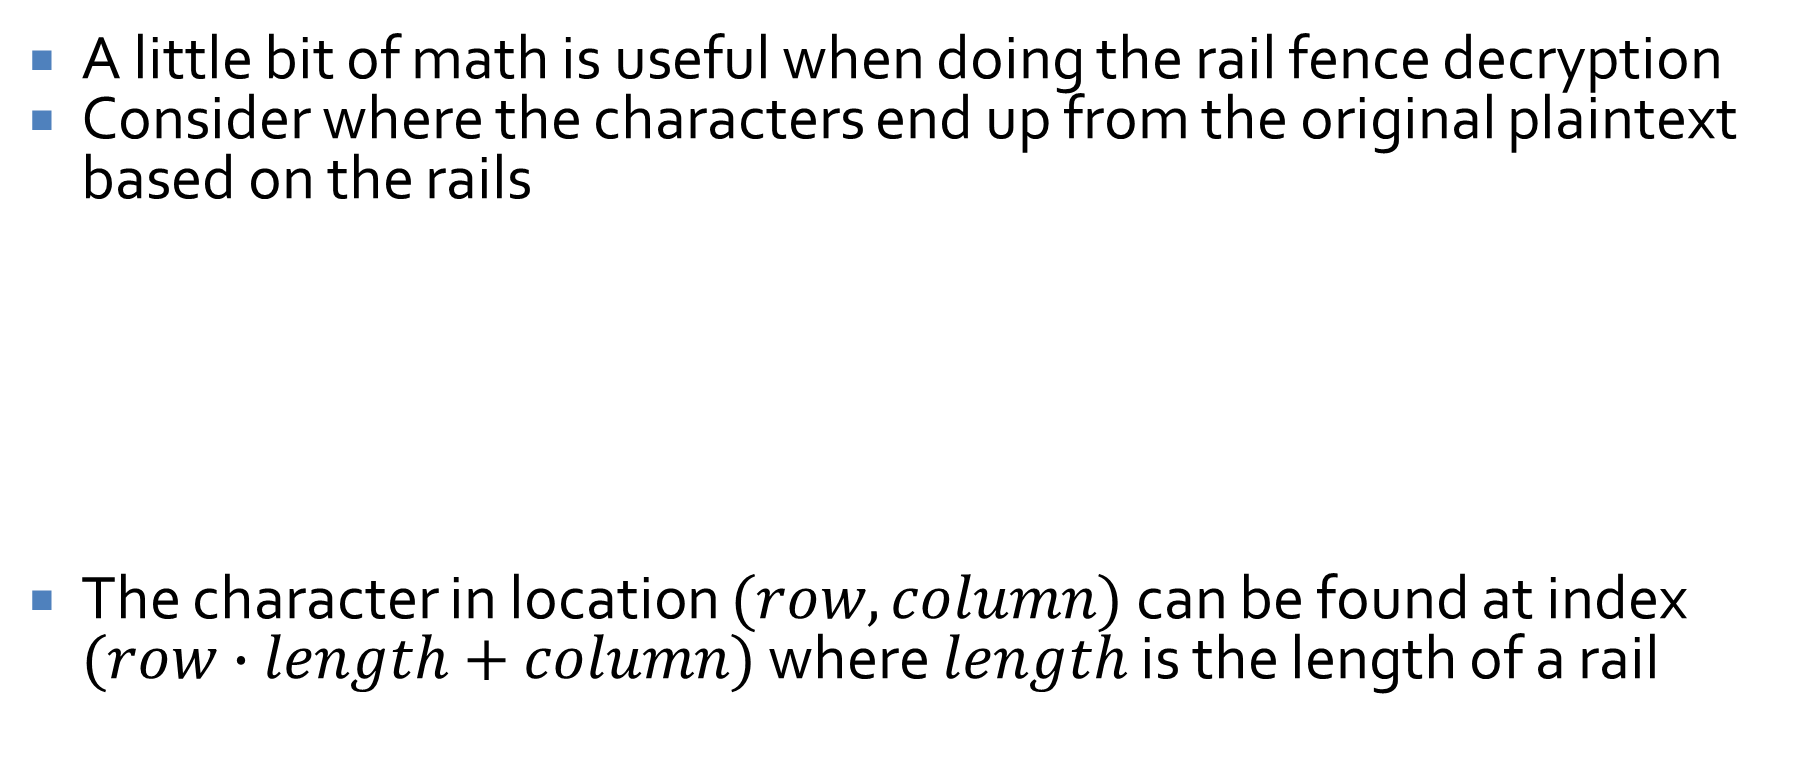 ▪ A little bit of math is useful when doing the rail fence decryption
▪ Consider where the characters end up from the original plaintext
based on the rails
▪ The character in location (row, column) can be found at index
(row · length + column) where length is the length of a rail